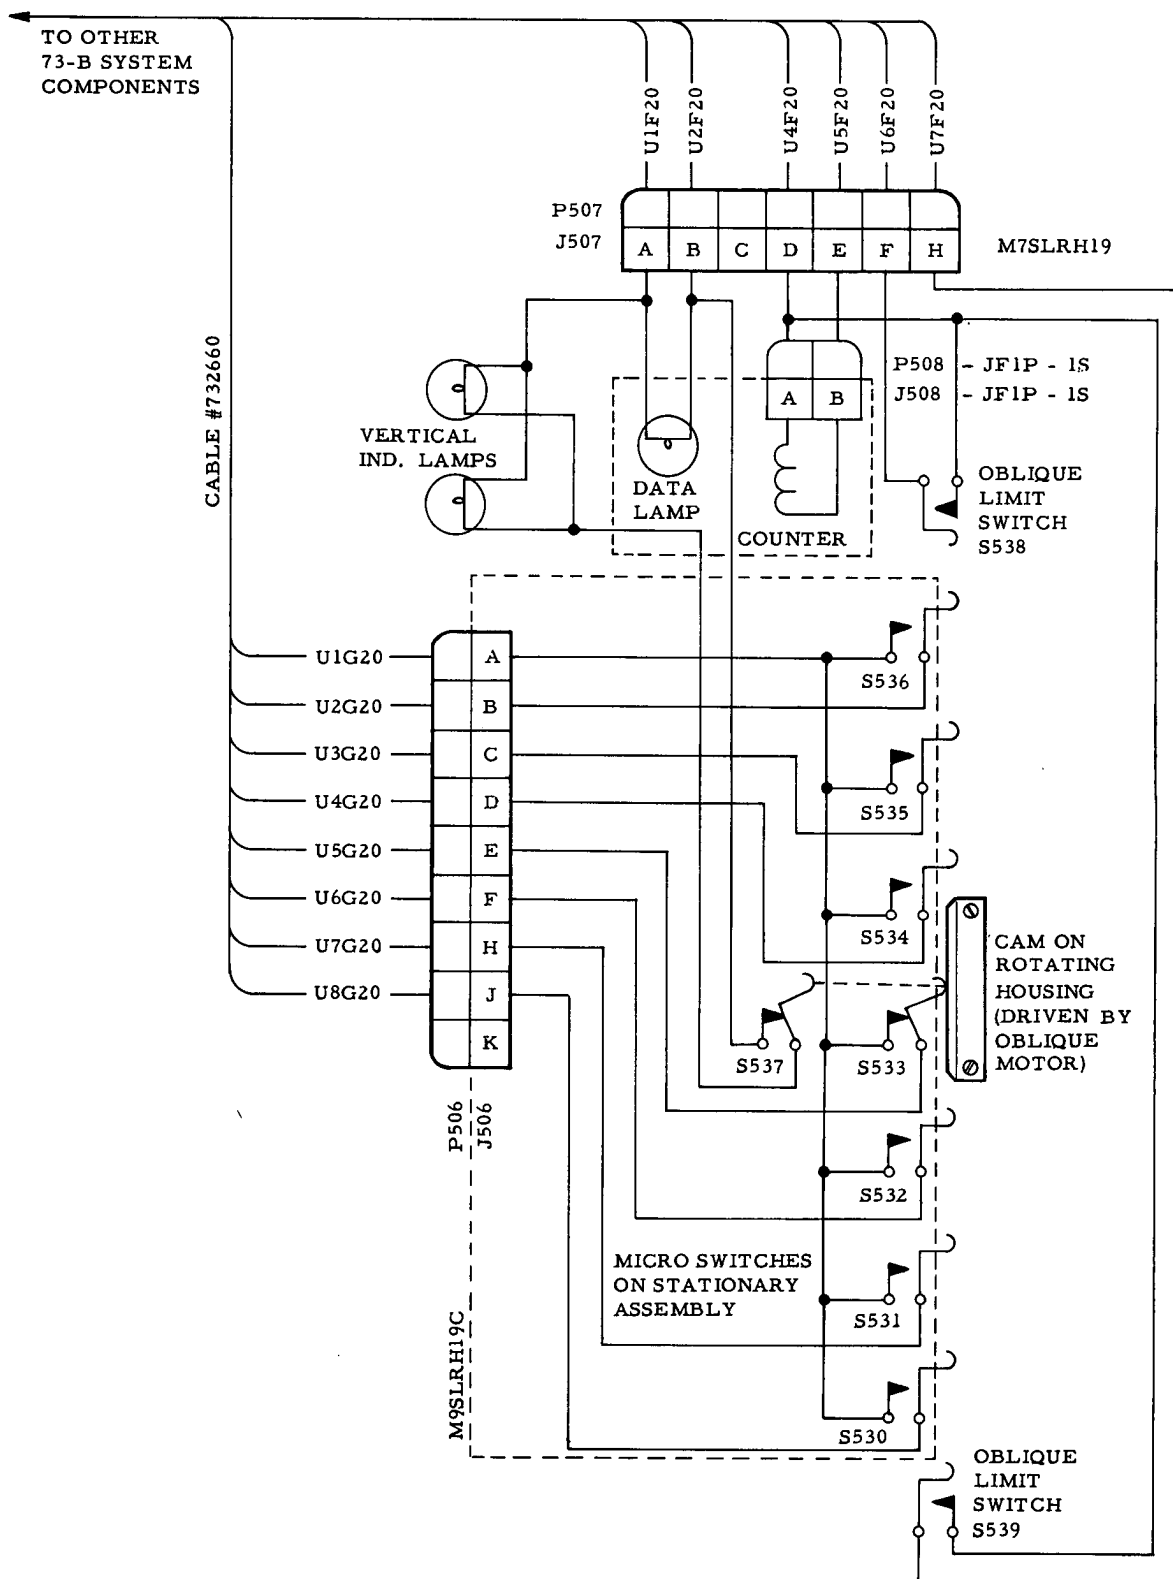 TO OTHER
73-B SYSTEM
COMPONENTS
U1F20
U2F20
U4F20
U5F20
U6F20
U7F20
P507
J507
A B C D E F H
M7SLRH19
CABLE #732660
P508 - JF1P - 1S
J508 - JF1P - 1S
A B
VERTICAL
IND. LAMPS
DATA
LAMP
COUNTER
OBLIQUE
LIMIT
SWITCH
S538
U1G20 A
U2G20 B
U3G20 C
U4G20 D
U5G20 E
U6G20 F
U7G20 H
U8G20 J
K
S536
S535
S534
S537
S533
CAM ON
ROTATING
HOUSING
(DRIVEN BY
OBLIQUE
MOTOR)
P506
J506
S532
MICRO SWITCHES
ON STATIONARY
ASSEMBLY
S531
M9SLRH19C
S530
OBLIQUE
LIMIT
SWITCH
S539